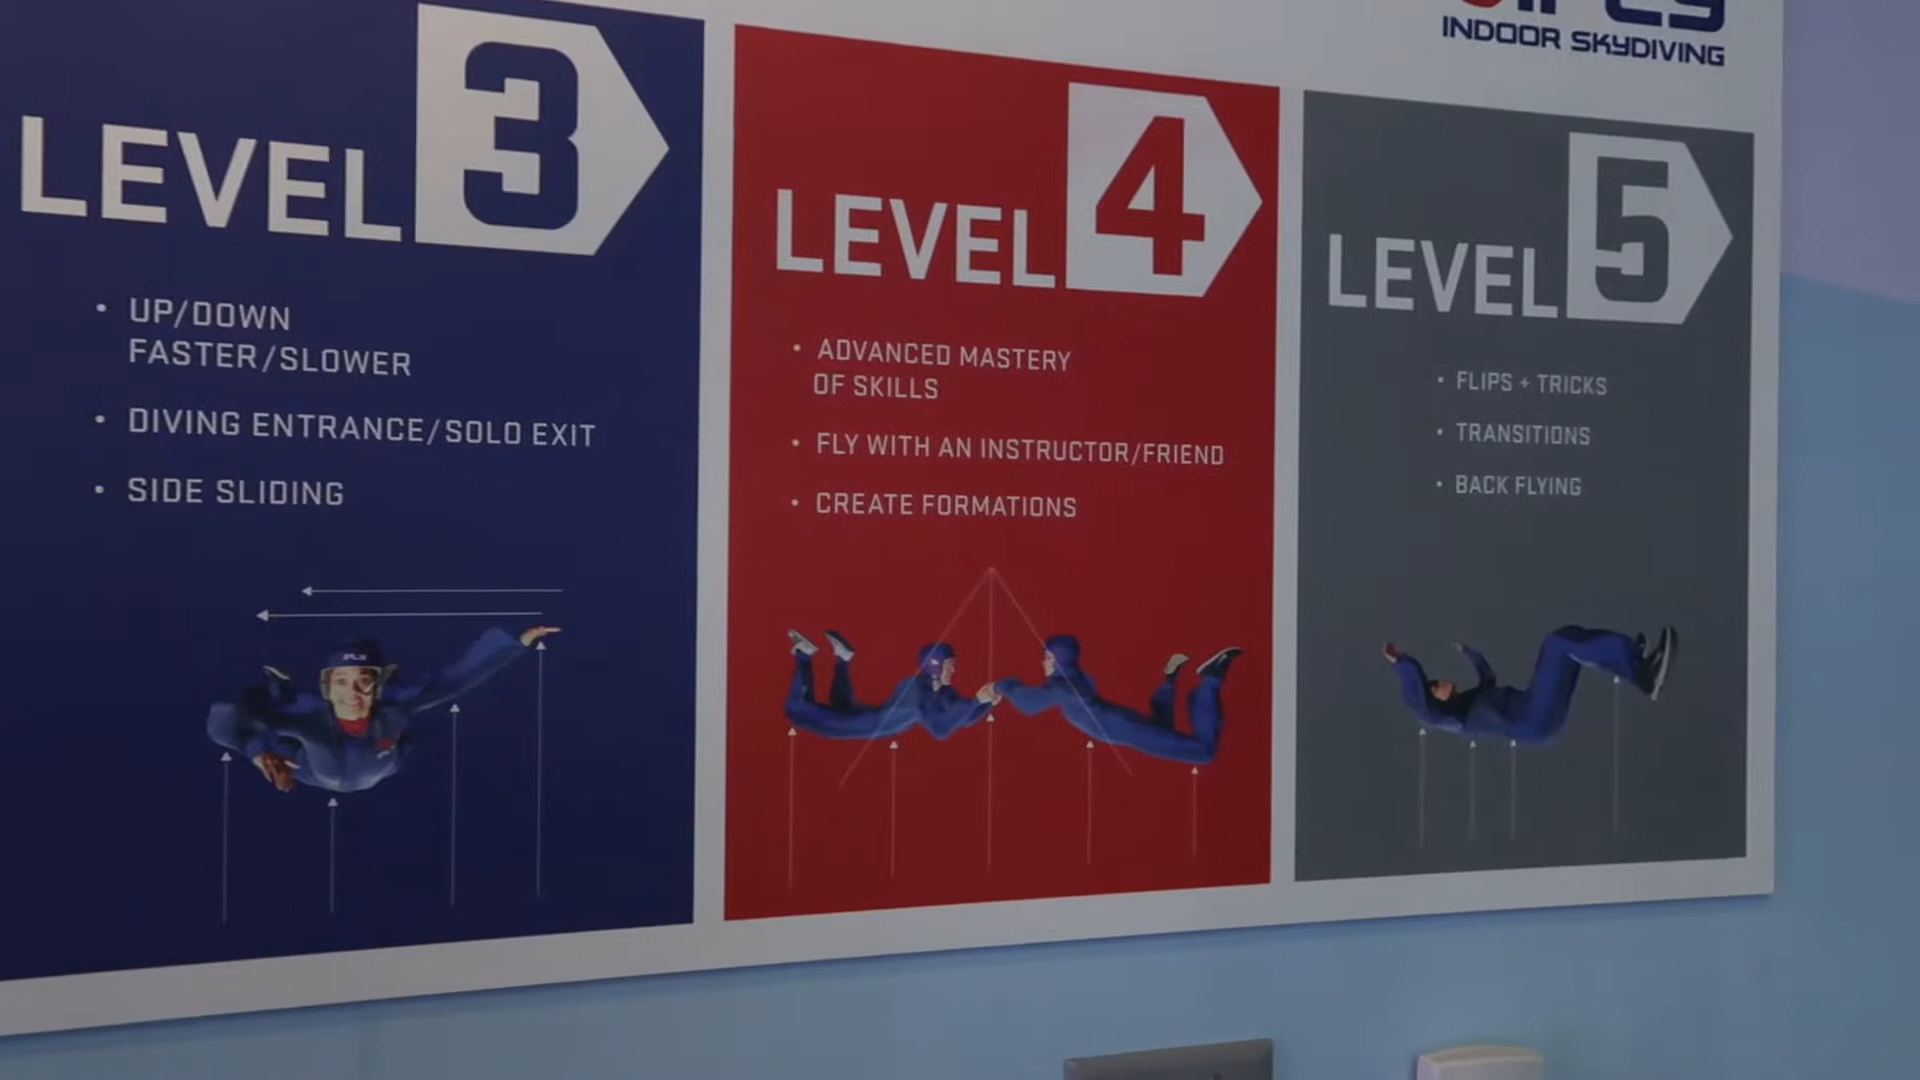 INDOOR SKYDIVING
LEVEL 3
• UP/DOWN
FASTER/SLOWER
• DIVING ENTRANCE/SOLO EXIT
• SIDE SLIDING
LEVEL 4
• ADVANCED MASTERY
OF SKILLS
• FLY WITH AN INSTRUCTOR/FRIEND
• CREATE FORMATIONS
LEVEL 5
• FLIPS + TRICKS
• TRANSITIONS
• BACK FLYING